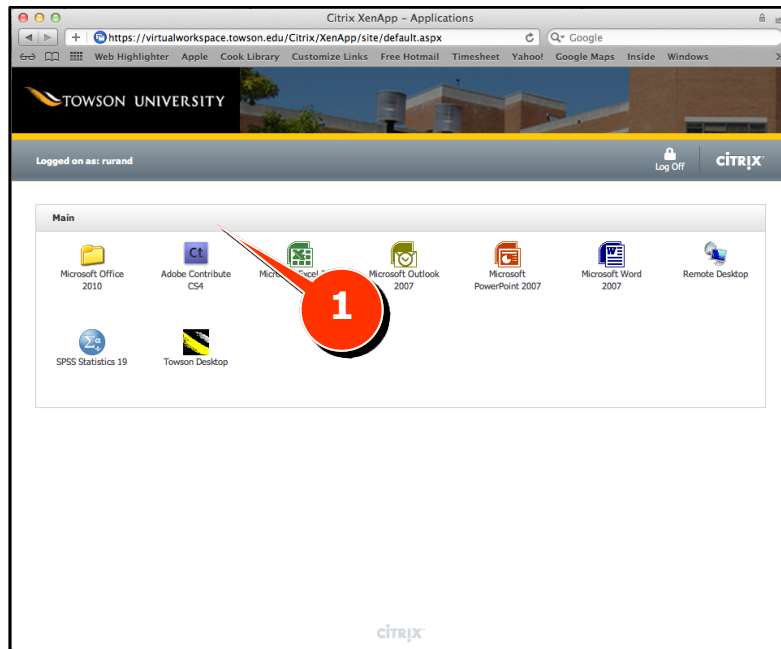 Citrix XenApp – Applications
https://virtualworkspace.towson.edu/Citrix/XenApp/site/default.aspx
Google
Web Highlighter Apple Cook Library Customize Links Free Hotmail Timesheet Yahoo! Google Maps Inside Windows
TOWSON UNIVERSITY
Logged on as: rurand
Log Off
CITRIX
Main
Microsoft Office
2010
Ct
Adobe Contribute
CS4
Excel
Microsoft Outlook
2007
Microsoft
PowerPoint 2007
Microsoft Word
2007
Remote Desktop
1
SPSS Statistics 19
Towson Desktop
CITRIX